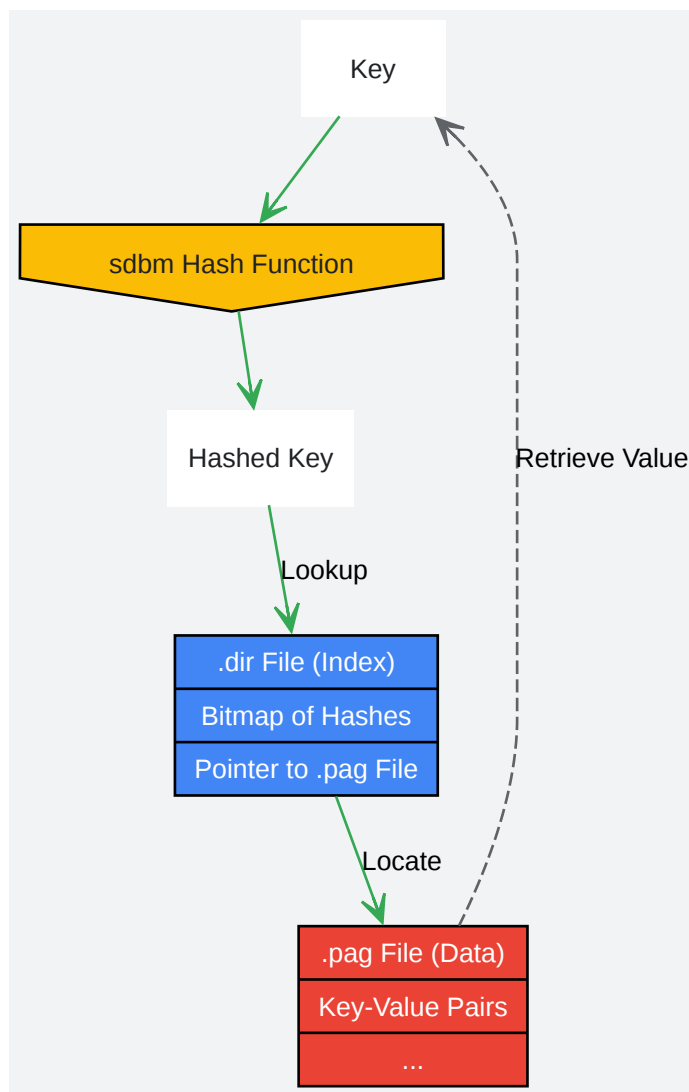 Key
sdbm Hash Function
Hashed Key
Retrieve Value
Lookup
.dir File (Index)
Bitmap of Hashes
Pointer to .pag File
Locate
.pag File (Data)
Key-Value Pairs
...